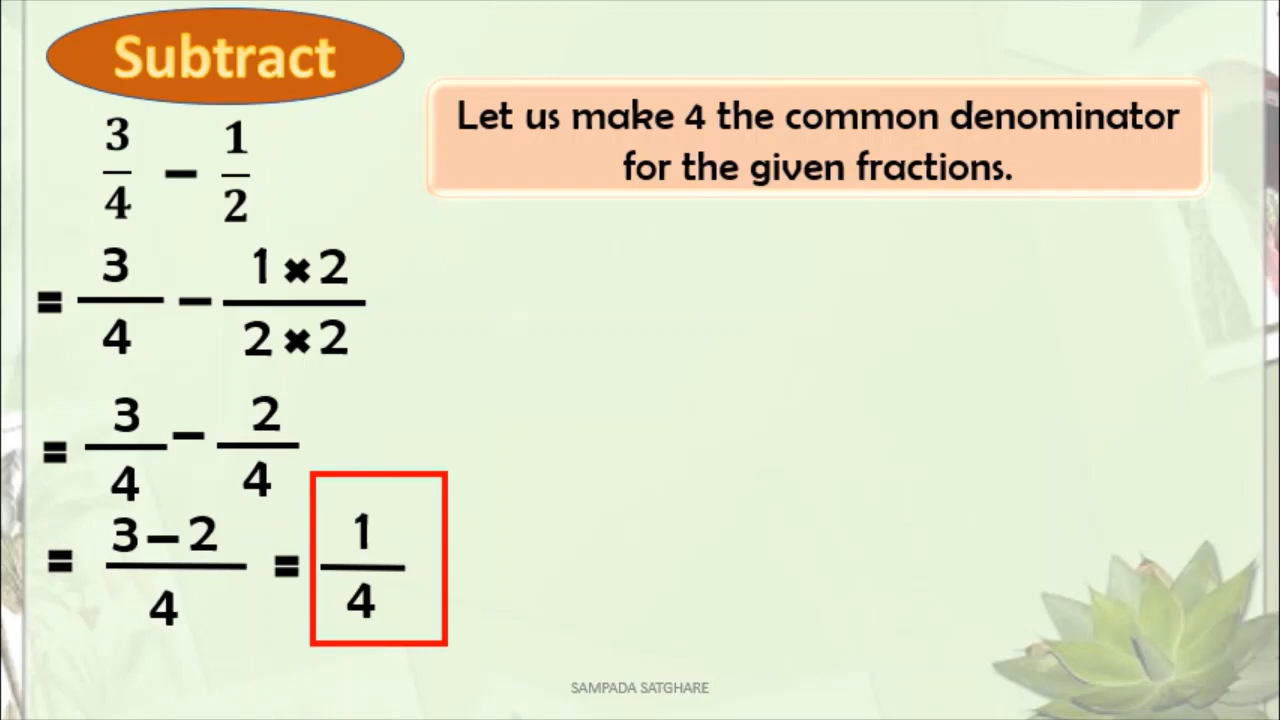 Subtract
Let us make 4 the common denominator
for the given fractions.
3/4 - 1/2
= 3/4 - 1 × 2/2 × 2
= 3/4 - 2/4
= 3 - 2/4 = 1/4
SAMPADA SATGHARE